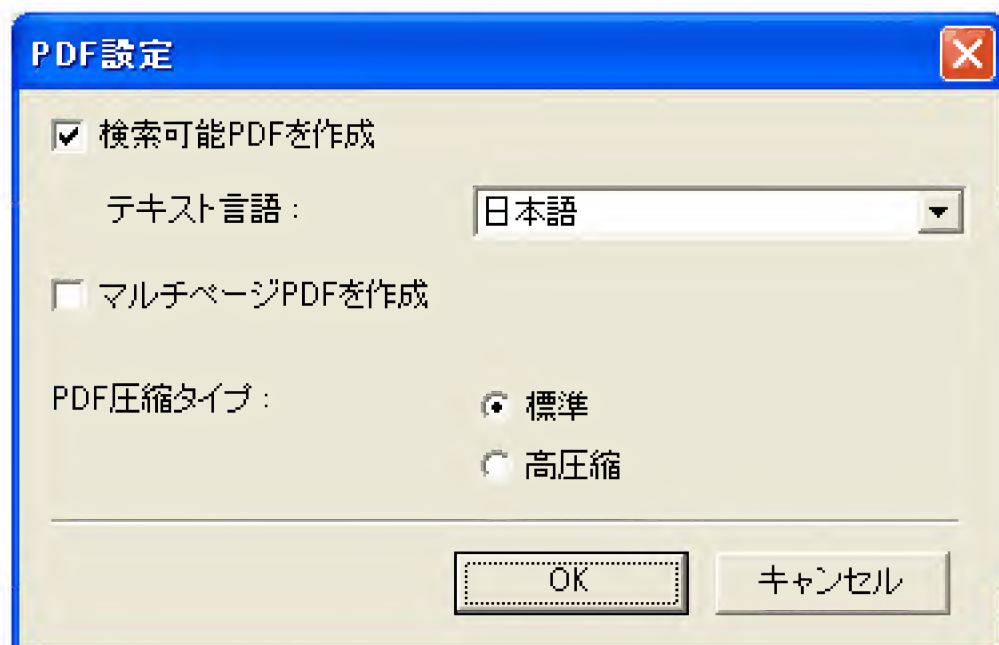 PDF設定
検索可能PDFを作成
テキスト言語：
日本語
マルチページPDFを作成
PDF圧縮タイプ：
標準
高圧縮
OK
キャンセル